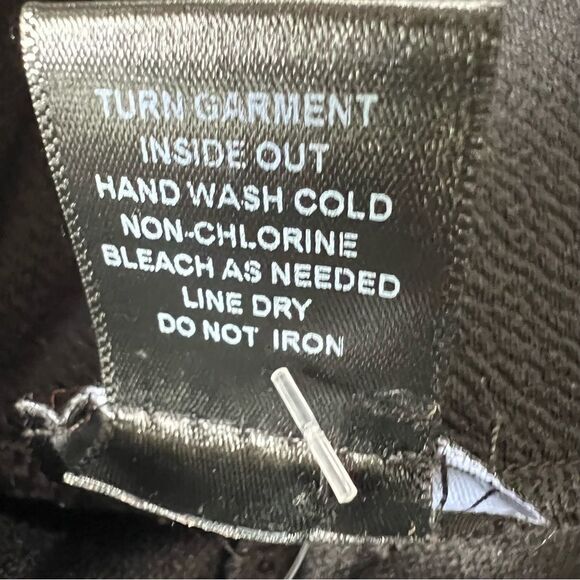 TURN GARMENT
INSIDE OUT
HAND WASH COLD
NON-CHLORINE
BLEACH AS NEEDED
LINE DRY
DO NOT IRON